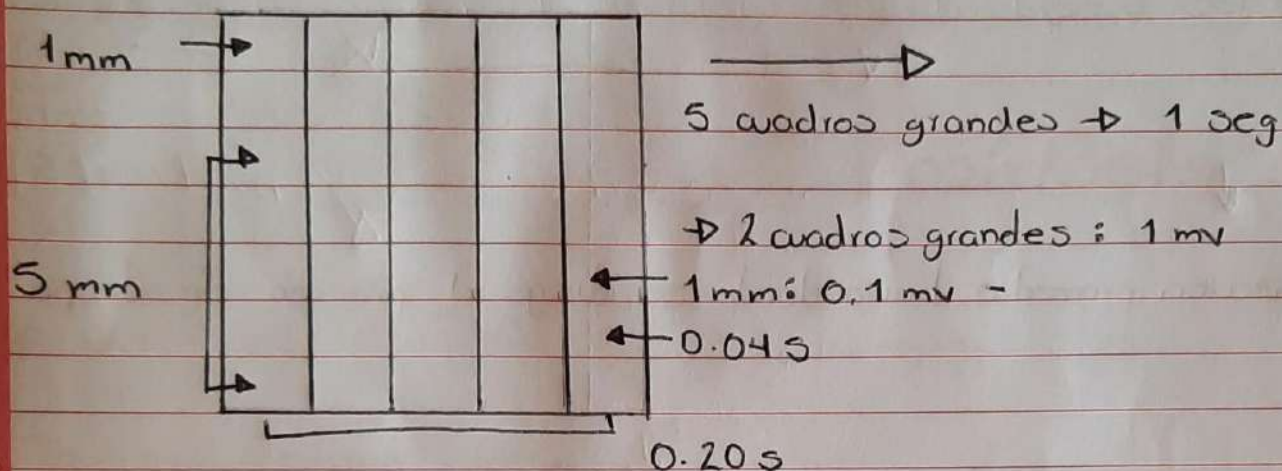 1mm
5 cuadros grandes → 1 seg
→ 2 cuadros grandes : 1 mv
5 mm
1mm: 0,1 mv -
0.04 s
0.20 s